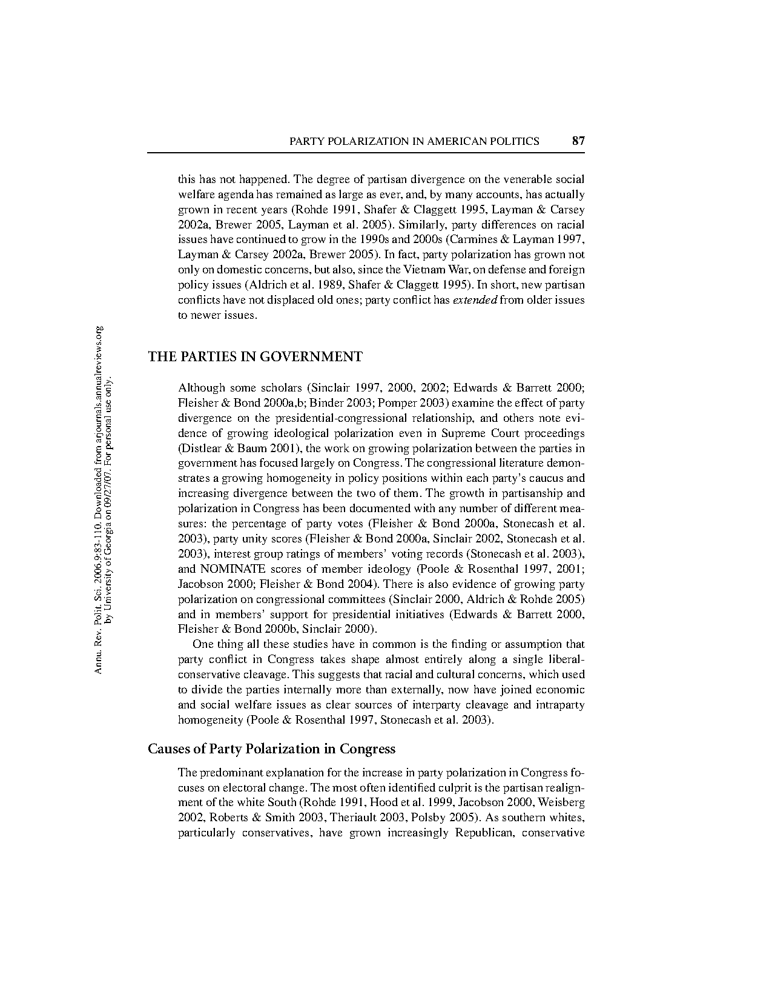 PARTY POLARIZATION IN AMERICAN POLITICS 87
this has not happened. The degree of partisan divergence on the venerable social
welfare agenda has remained as large as ever, and, by many accounts, has actually
grown in recent years (Rohde 1991, Shafer & Claggett 1995, Layman & Carsey
2002a, Brewer 2005, Layman et al. 2005). Similarly, party differences on racial
issues have continued to grow in the 1990s and 2000s (Carmines & Layman 1997,
Layman & Carsey 2002a, Brewer 2005). In fact, party polarization has grown not
only on domestic concerns, but also, since the Vietnam War, on defense and foreign
policy issues (Aldrich et al. 1989, Shafer & Claggett 1995). In short, new partisan
conflicts have not displaced old ones; party conflict has extended from older issues
to newer issues.
THE PARTIES IN GOVERNMENT
Although some scholars (Sinclair 1997, 2000, 2002; Edwards & Barrett 2000;
Fleisher & Bond 2000a,b; Binder 2003; Pomper 2003) examine the effect of party
divergence on the presidential-congressional relationship, and others note evi-
dence of growing ideological polarization even in Supreme Court proceedings
(Distlear & Baum 2001), the work on growing polarization between the parties in
government has focused largely on Congress. The congressional literature demon-
strates a growing homogeneity in policy positions within each party's caucus and
increasing divergence between the two of them. The growth in partisanship and
polarization in Congress has been documented with any number of different mea-
sures: the percentage of party votes (Fleisher & Bond 2000a, Stonecash et al.
2003), party unity scores (Fleisher & Bond 2000a, Sinclair 2002, Stonecash et al.
2003), interest group ratings of members' voting records (Stonecash et al. 2003),
and NOMINATE scores of member ideology (Poole & Rosenthal 1997, 2001;
Jacobson 2000; Fleisher & Bond 2004). There is also evidence of growing party
polarization on congressional committees (Sinclair 2000, Aldrich & Rohde 2005)
and in members' support for presidential initiatives (Edwards & Barrett 2000,
Fleisher & Bond 2000b, Sinclair 2000).
One thing all these studies have in common is the finding or assumption that
party conflict in Congress takes shape almost entirely along a single liberal-
conservative cleavage. This suggests that racial and cultural concerns, which used
to divide the parties internally more than externally, now have joined economic
and social welfare issues as clear sources of interparty cleavage and intraparty
homogeneity (Poole & Rosenthal 1997, Stonecash et al. 2003).
Causes of Party Polarization in Congress
The predominant explanation for the increase in party polarization in Congress fo-
cuses on electoral change. The most often identified culprit is the partisan realign-
ment of the white South (Rohde 1991, Hood et al. 1999, Jacobson 2000, Weisberg
2002, Roberts & Smith 2003, Theriault 2003, Polsby 2005). As southern whites,
particularly conservatives, have grown increasingly Republican, conservative
Annu. Rev. Polit. Sci. 2006.9:83-110. Downloaded from arjournals.annualreviews.org
by University of Georgia on 09/27/07. For personal use only.